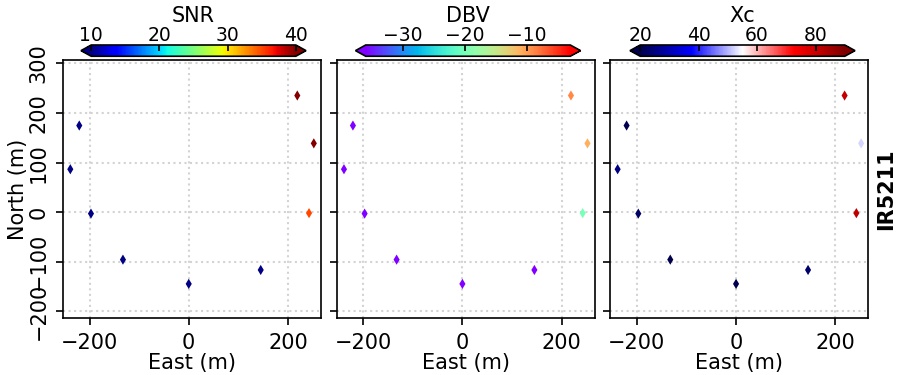 SNR DBV Xc
10 20 30 40 −30 −20 −10 20 40 60 80
300
200
100
0
−100
−200
North (m)
−200 0 200 −200 0 200 −200 0 200
East (m) East (m) East (m)
IR5211